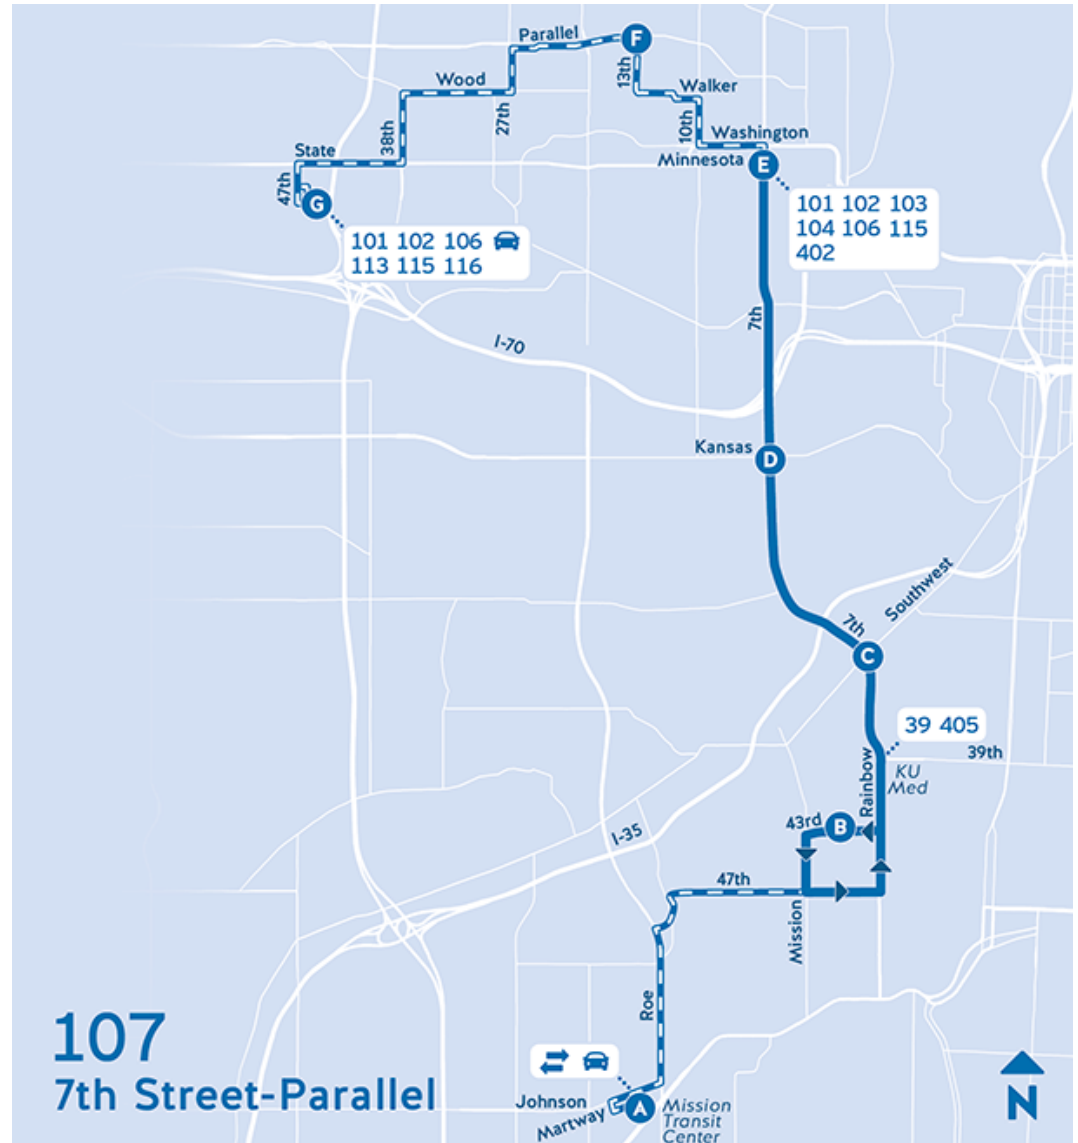 Parallel
F
13th
Wood
Walker
27th
10th
Washington
38th
State
Minnesota
E
47th
G
101 102 103
104 106 115
402
101 102 106
113 115 116
7th
I-70
Kansas
D
Southwest
7th
C
39 405
39th
Rainbow
KU
Med
43rd
B
I-35
47th
Mission
Roe
107
7th Street-Parallel
Johnson
Martway
A
Mission
Transit
Center
N